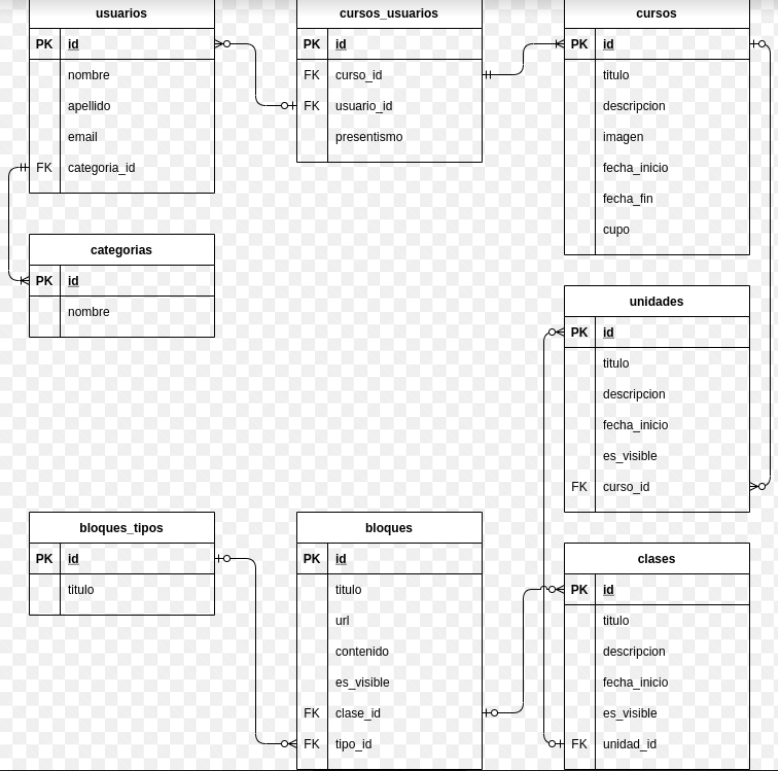 usuarios
PK id
nombre
apellido
email
FK categoria_id
cursos_usuarios
PK id
FK curso_id
FK usuario_id
presentismo
cursos
PK id
titulo
descripcion
imagen
fecha_inicio
fecha_fin
cupo
categorias
PK id
nombre
unidades
PK id
titulo
descripcion
fecha_inicio
es_visible
FK curso_id
bloques_tipos
PK id
titulo
bloques
PK id
titulo
url
contenido
es_visible
FK clase_id
FK tipo_id
clases
PK id
titulo
descripcion
fecha_inicio
es_visible
FK unidad_id